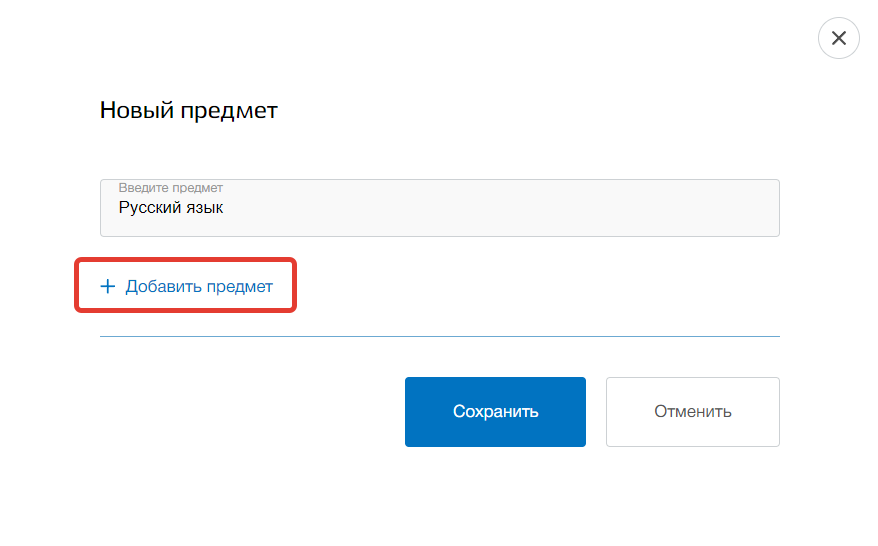 Новый предмет
Введите предмет
Русский язык
+ Добавить предмет
Сохранить
Отменить